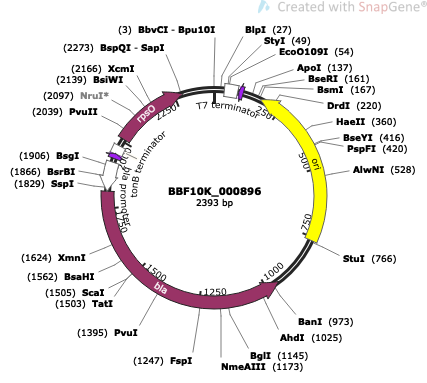 Created with SnapGene®
(3) BbvCI - Bpu10I
BlpI (27)
StyI (49)
EcoO109I (54)
(2273) BspQI - SapI
(2166) XcmI
(2139) BsiWI
(2097) NruI*
(2039) PvuII
ApoI (137)
BseRI (161)
BsmI (167)
DrdI (220)
HaeII (360)
BseYI (416)
PspFI (420)
AlwNI (528)
T7 terminator
rpsO
2250
250
ori
500
750
tonB terminator
bla promoter
(1906) BsgI
(1866) BsrBI
(1829) SspI
BBF10K_000896
2393 bp
StuI (766)
(1624) XmnI
(1562) BsaHI
(1505) ScaI
(1503) TatI
(1395) PvuI
(1247) FspI
1500
1250
1000
bla
BanI (973)
AhdI (1025)
BglI (1145)
NmeAIII (1173)